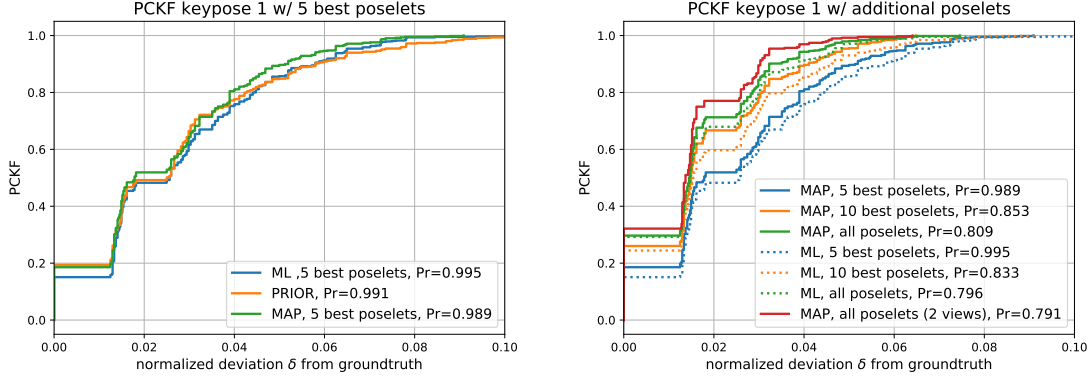 PCKF keypose 1 w/ 5 best poselets
PCKF
1.0
0.8
0.6
0.4
0.2
0.0
ML ,5 best poselets, Pr=0.995
PRIOR, Pr=0.991
MAP, 5 best poselets, Pr=0.989
0.00 0.02 0.04 0.06 0.08 0.10
normalized deviation δ from groundtruth
PCKF keypose 1 w/ additional poselets
PCKF
1.0
0.8
0.6
0.4
0.2
0.0
MAP, 5 best poselets, Pr=0.989
MAP, 10 best poselets, Pr=0.853
MAP, all poselets, Pr=0.809
ML, 5 best poselets, Pr=0.995
ML, 10 best poselets, Pr=0.833
ML, all poselets, Pr=0.796
MAP, all poselets (2 views), Pr=0.791
0.00 0.02 0.04 0.06 0.08 0.10
normalized deviation δ from groundtruth